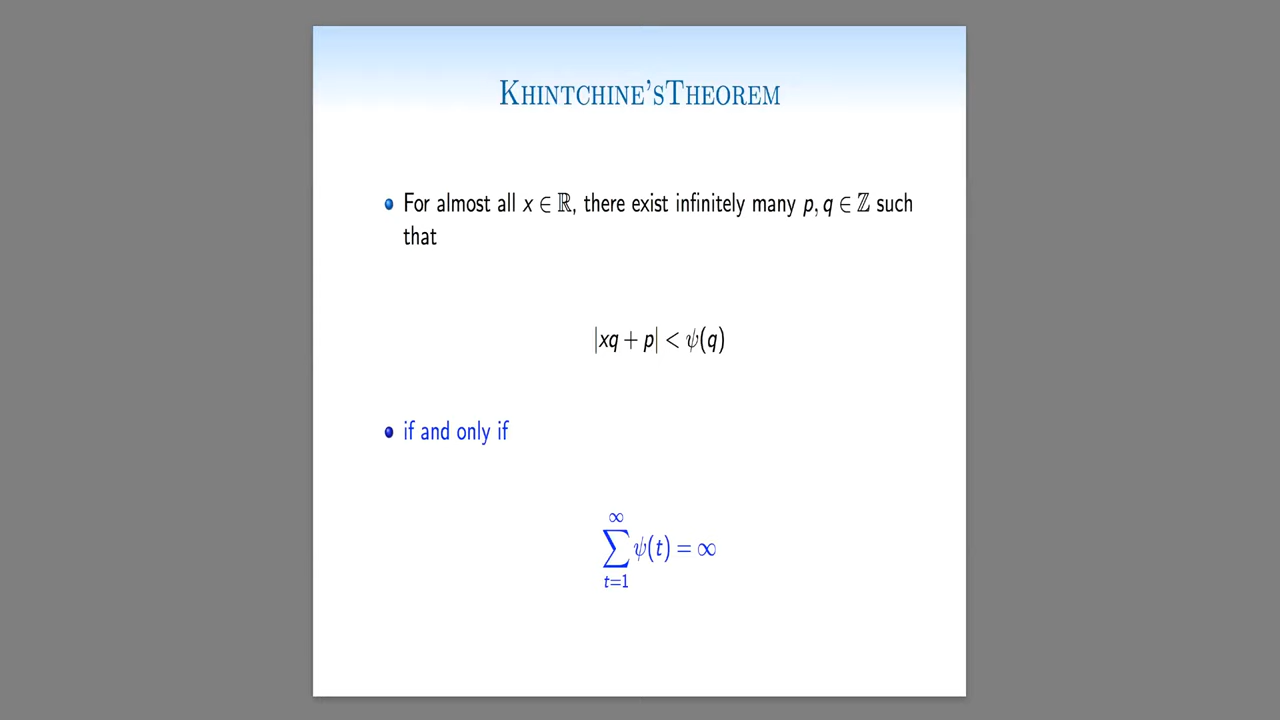 Khintchine'sTheorem
For almost all x ∈ ℝ, there exist infinitely many p, q ∈ ℤ such
that
|xq + p| < ψ(q)
if and only if
∞
∑ ψ(t) = ∞
t=1